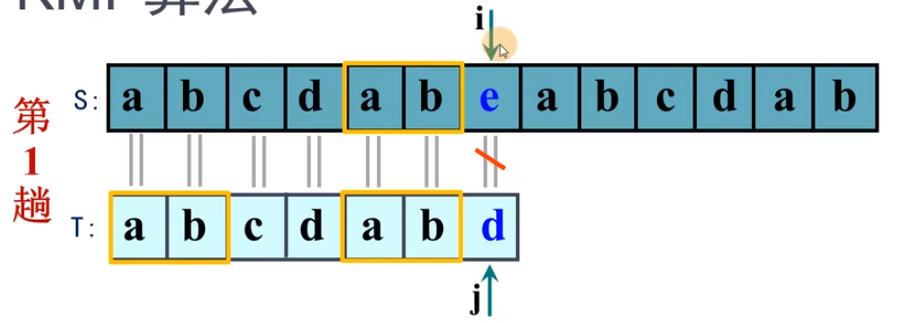 KMP 算法
i
S: a b c d a b e a b c d a b
第
1
趟
T: a b c d a b d
j